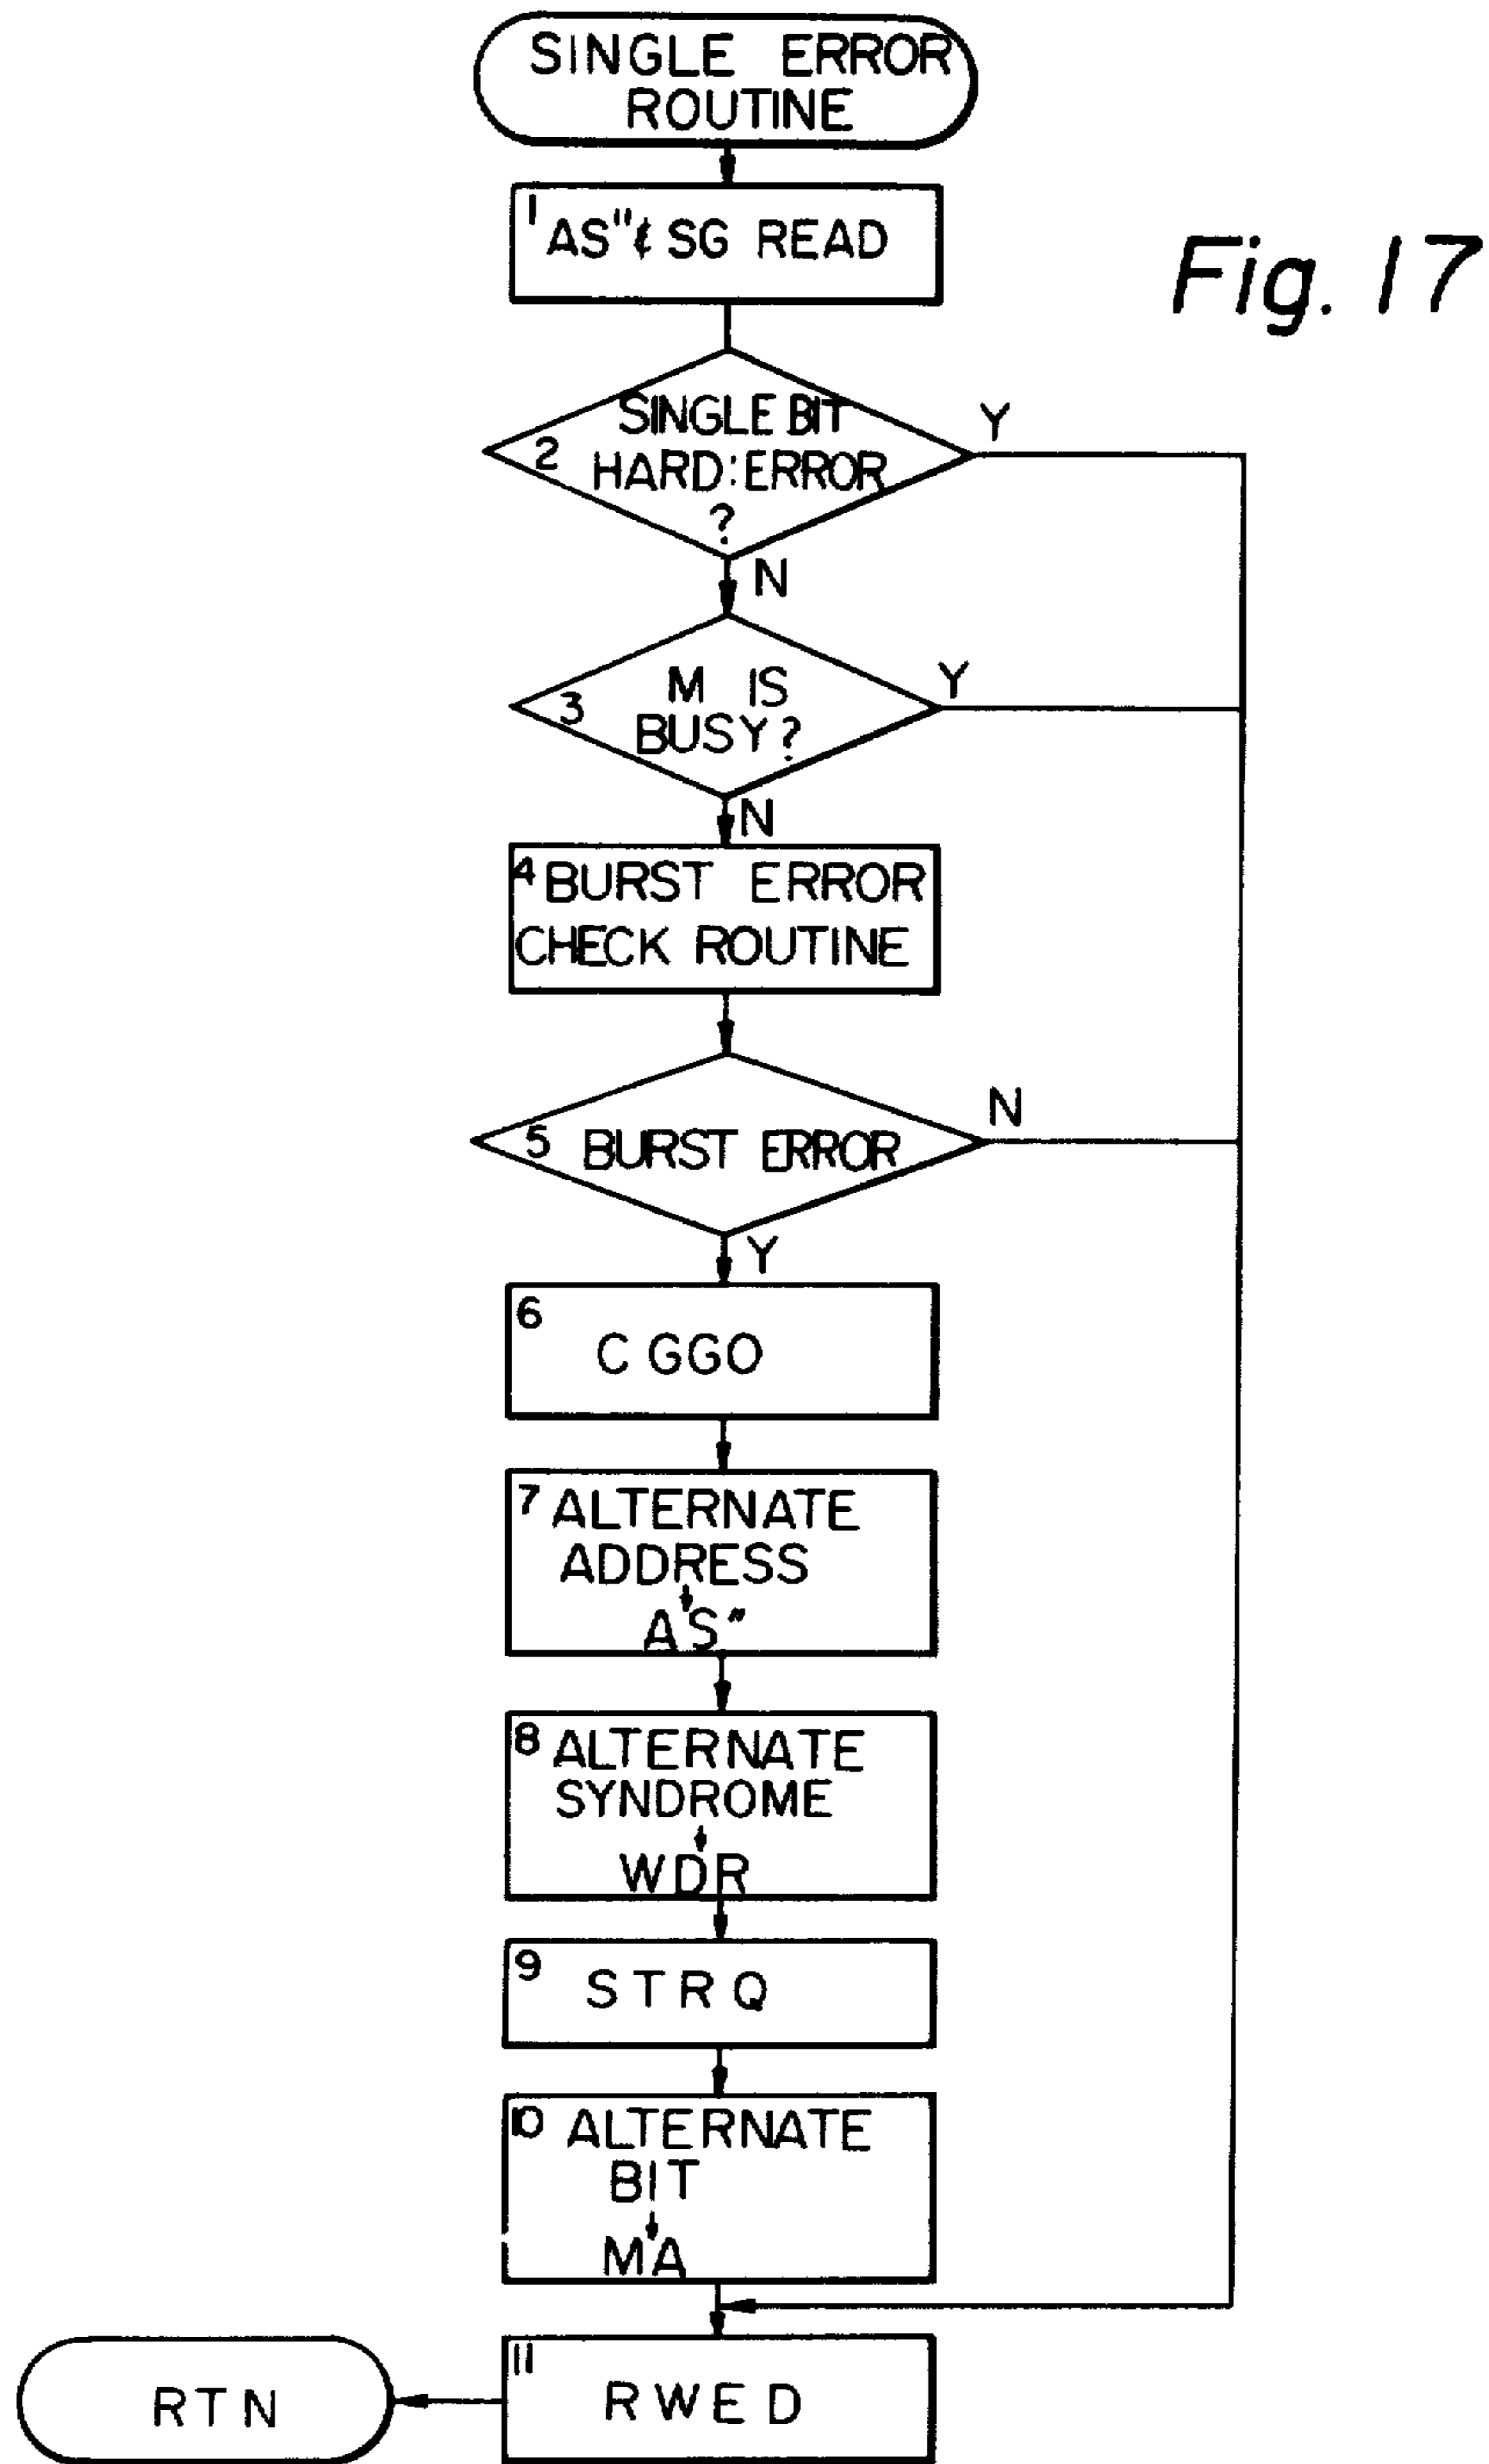 SINGLE ERROR
ROUTINE
1 AS" & SG READ
Fig. 17
SINGLE BIT
2 HARD:ERROR
?
Y
N
M IS
3 BUSY?
Y
N
4 BURST ERROR
CHECK ROUTINE
5 BURST ERROR
N
Y
6
C GGO
7 ALTERNATE
ADDRESS
AS"
8 ALTERNATE
SYNDROME
WDR
9 STRQ
10 ALTERNATE
BIT
MA
11
RWED
RTN